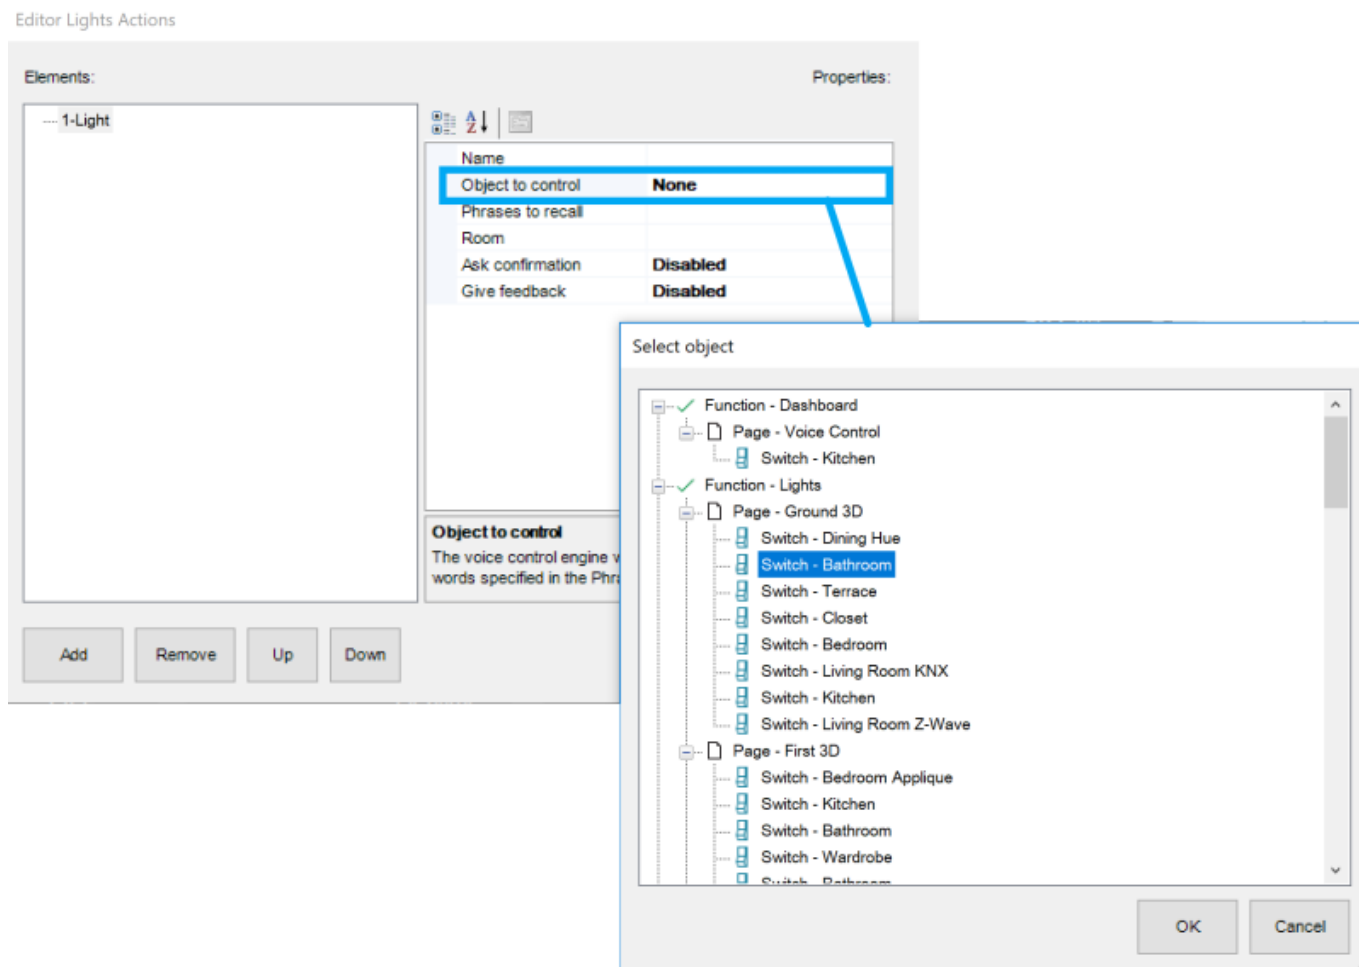 Editor Lights Actions
Elements:
Properties:
1-Light
A
Z
Name
Object to control None
Phrases to recall
Room
Ask confirmation Disabled
Give feedback Disabled
Object to control
The voice control engine
words specified in the
Add Remove Up Down
Select object
Function - Dashboard
Page - Voice Control
Switch - Kitchen
Function - Lights
Page - Ground 3D
Switch - Dining Hue
Switch - Bathroom
Switch - Terrace
Switch - Closet
Switch - Bedroom
Switch - Living Room KNX
Switch - Kitchen
Switch - Living Room Z-Wave
Page - First 3D
Switch - Bedroom Applique
Switch - Kitchen
Switch - Bathroom
Switch - Wardrobe
Switch - Bathroom
OK Cancel